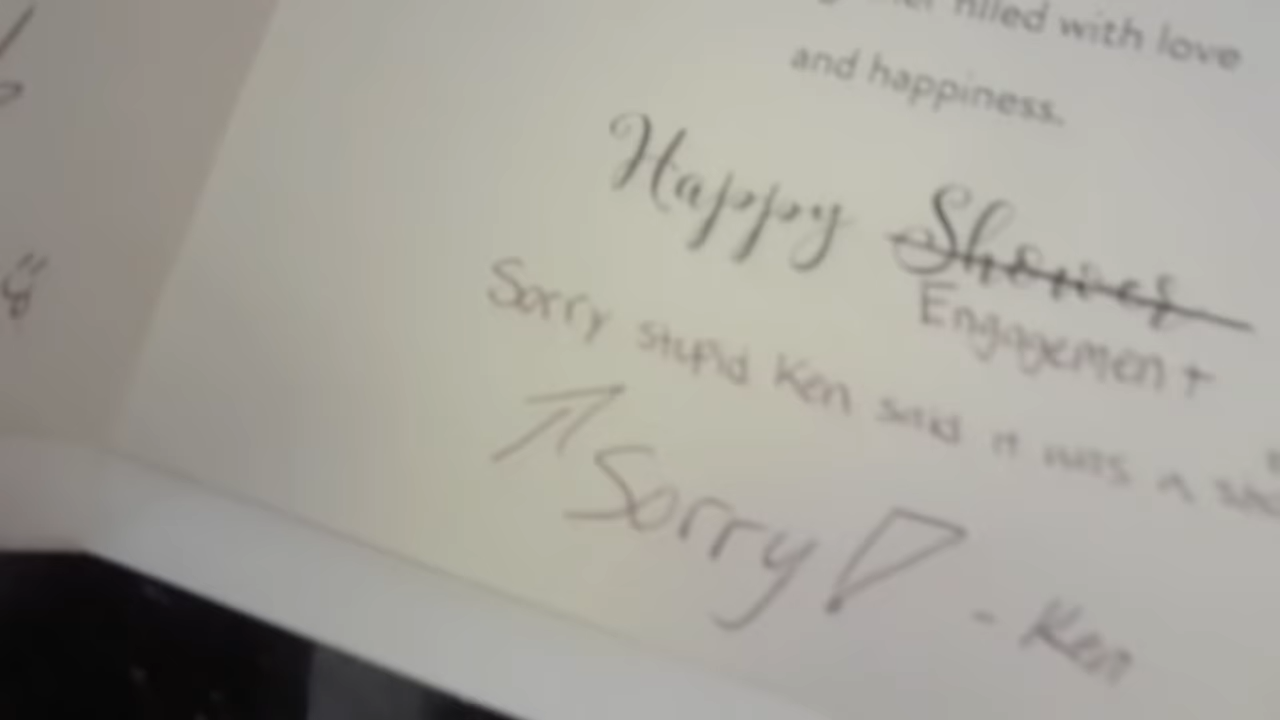 filled with love
and happiness.
Happy Shower
Engagement
Sorry stupid Ken said it was a
Sorry! - Ken